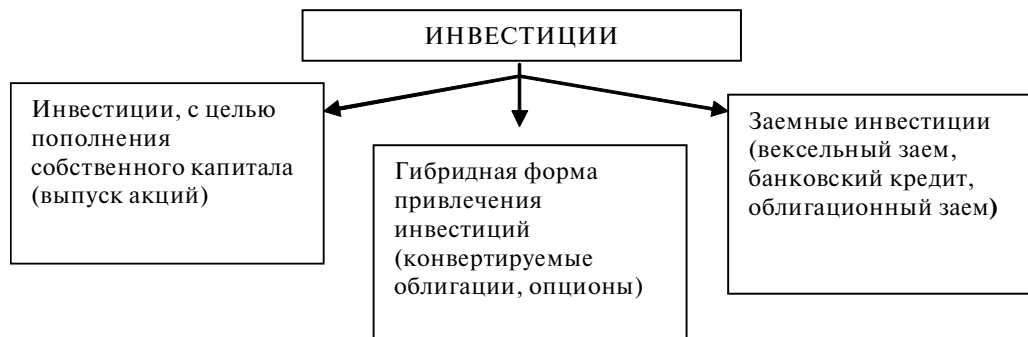 ИНВЕСТИЦИИ
Инвестиции, с целью
пополнения
собственного капитала
(выпуск акций)
Гибридная форма
привлечения
инвестиций
(конвертируемые
облигации, опционы)
Заемные инвестиции
(вексельный заем,
банковский кредит,
облигационный заем)